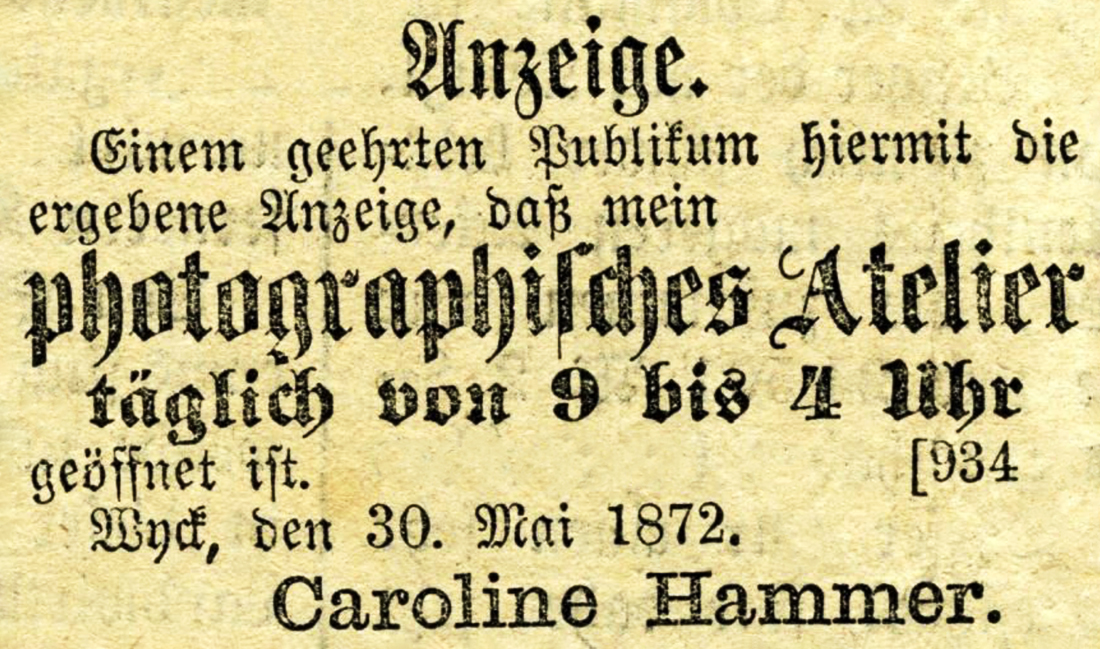 Anzeige.
Einem geehrten Publikum hiermit die
ergebene Anzeige, daß mein
photographisches Atelier
täglich von 9 bis 4 Uhr
geöffnet ist. [934
Wyck, den 30. Mai 1872.
Caroline Hammer.